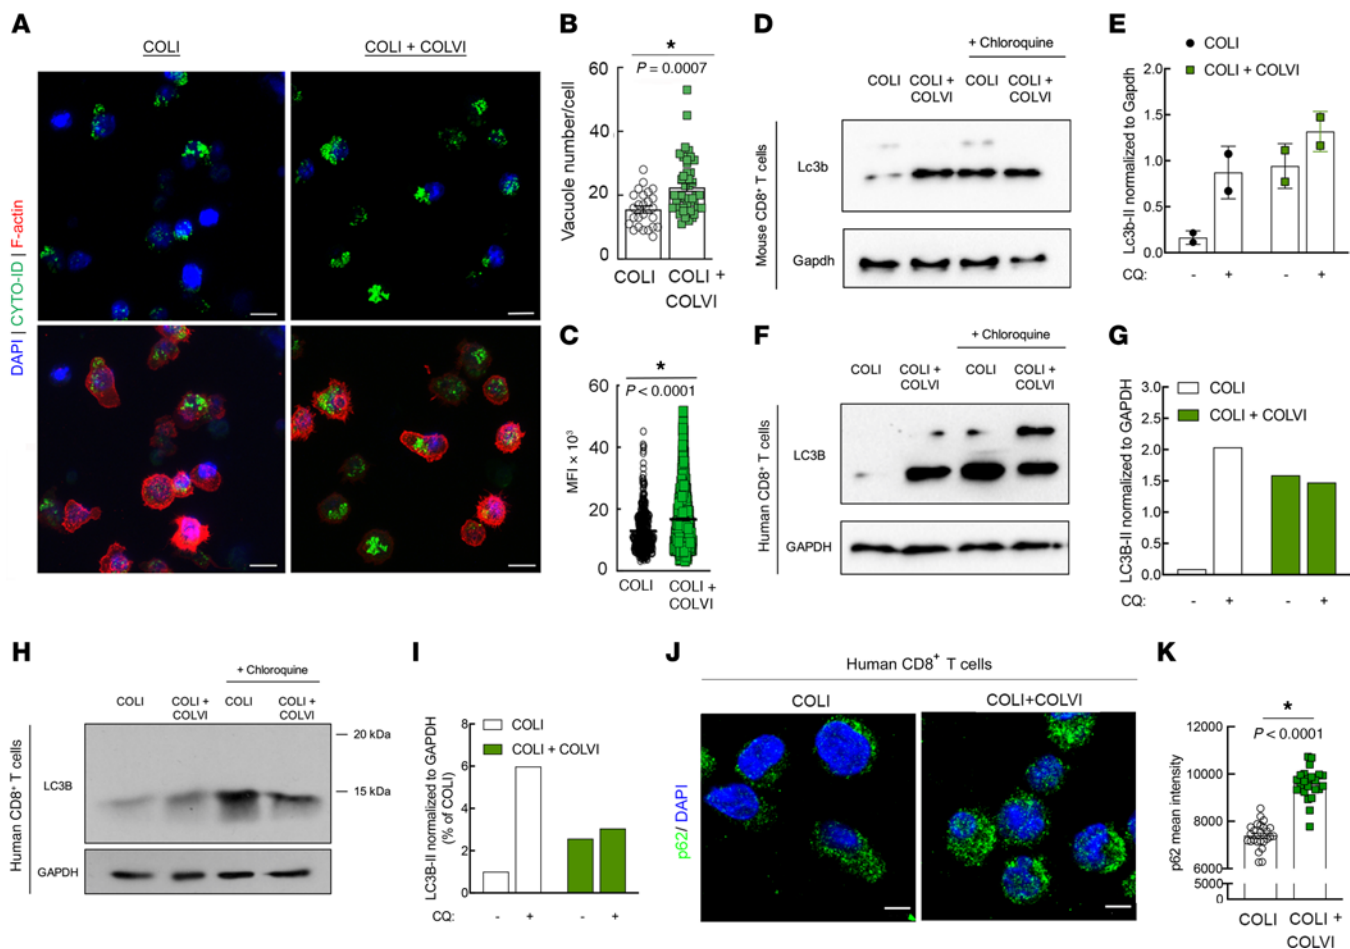 A
COLI
COLI + COLVI
DAPI | CYTO-ID | F-actin
B
*
P = 0.0007
Vacuole number/cell
60
40
20
0
COLI
COLI +
COLVI
C
*
P < 0.0001
MFI × 10³
60
45
30
20
10
0
COLI
COLI +
COLVI
D
+ Chloroquine
COLI
COLI +
COLVI
COLI
COLI +
COLVI
Mouse CD8⁺ T cells
Lc3b
Gapdh
E
COLI
COLI + COLVI
Lc3b-II normalized to Gapdh
2.0
1.5
1.0
0.5
0.0
CQ:
-
+
-
+
F
+ Chloroquine
COLI
COLI +
COLVI
COLI
COLI +
COLVI
Human CD8⁺ T cells
LC3B
GAPDH
G
COLI
COLI + COLVI
LC3B-II normalized to GAPDH
3.0
2.5
2.0
1.5
1.0
0.5
0.0
CQ:
-
+
-
+
H
+ Chloroquine
COLI
COLI +
COLVI
COLI
COLI +
COLVI
20 kDa
15 kDa
Human CD8⁺ T cells
LC3B
GAPDH
I
COLI
COLI + COLVI
LC3B-II normalized to GAPDH
(% of COLI)
8
6
4
2
0
CQ:
-
+
-
+
J
Human CD8⁺ T cells
COLI
COLI+COLVI
p62/ DAPI
K
*
P < 0.0001
p62 mean intensity
12000
10000
8000
6000
5000
0
COLI
COLI +
COLVI